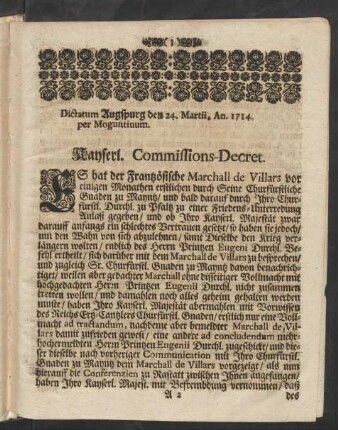 1
Dictatum Augspurg den 24. Martii, An. 1714.
per Moguntinum.
Kayserl. Commissions-Decret.
ES hat der Frantzösische Marchall de Villars vor
einigen Monathen erstlichen durch Seine Churfürstliche
Gnaden zu Mayntz und bald darauf durch Ihro Chur-
fürstl. Durchl. zu Pfaltz zu einer Friedens-Unterredung
Anlaß gegeben, und ob Ihro Kayserl. Majestät zwar
darauff anfangs ein schlechtes Vertrauen gesetzt, so haben sie jedoch,
um den Wahn von sich abzulehnen, samt Dieselbe den Krieg ver-
längern wolten, endlich des Herrn Printzen Eugenii Durchl. Be-
fehl ertheilt, sich darüber mit dem Marchall de Villars zu besprechen,
und zugleich Sr. Churfürstl. Gnaden zu Mayntz davon benachrich-
tiget, weilen aber gedachter Marchall ohne disseitiger Vollmacht mit
hochgedachten Herrn Printzen Eugenii Durchl. nicht zusammen
tretten wollen, und damahlen noch alles geheim gehalten werden
muste, haben Ihro Kayserl. Majestät abermahlen mit Vorwissen
des Reichs Ertz-Cantzlers Churfürstl. Gnaden, erstlich nur eine Voll-
macht ad tractandum, nachdeme aber bemeldter Marchall de Vil-
lars damit zufrieden gewest, eine andere ad concludendum mehr-
hochermeldten Herrn Printzen Eugenii Durchl. zugeschickt, und die-
ser dieselbe nach vorheriger Communication mit Ihro Churfürstl.
Gnaden zu Mayntz dem Marchall de Villars vorgezeigt, als nun
hierauff die Conferenzien zu Rastatt zwischen Ihnen angefangen,
haben Ihro Kayserl. Majest. mit Befrembdung vernommen, daß
A 2 des